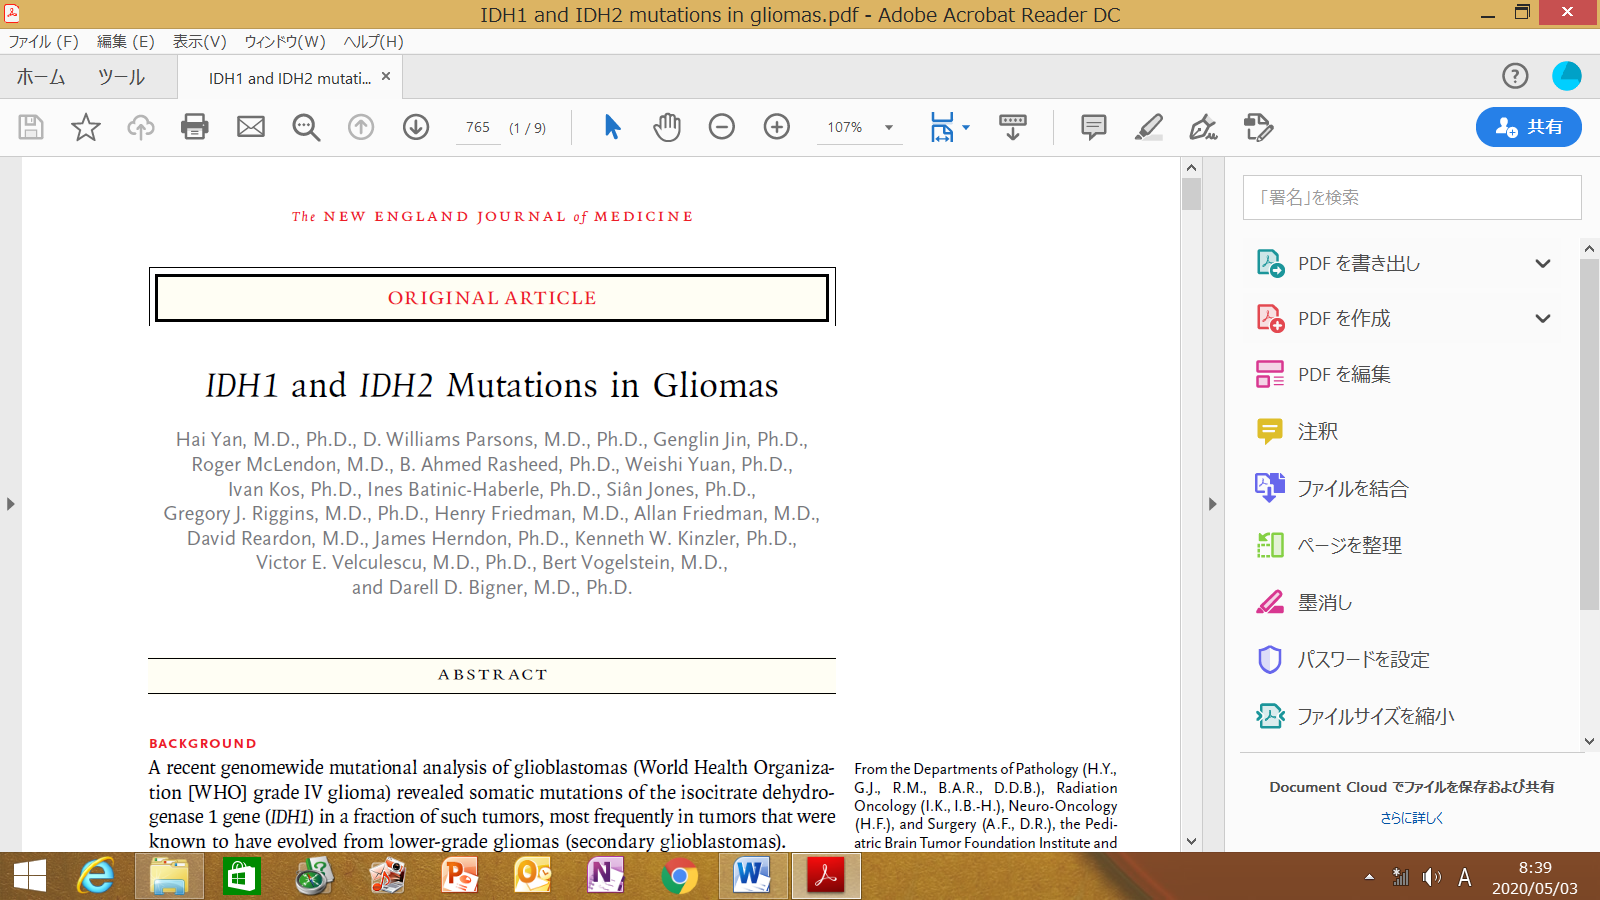 IDH1 and IDH2 mutations in gliomas.pdf - Adobe Acrobat Reader DC
ファイル (F) 編集 (E) 表示(V) ウィンドウ(W) ヘルプ(H)
ホーム ツール IDH1 and IDH2 mutati... ×
765 (1 / 9) 107% 共有
The NEW ENGLAND JOURNAL of MEDICINE
ORIGINAL ARTICLE
IDH1 and IDH2 Mutations in Gliomas
Hai Yan, M.D., Ph.D., D. Williams Parsons, M.D., Ph.D., Genglin Jin, Ph.D.,
Roger McLendon, M.D., B. Ahmed Rasheed, Ph.D., Weishi Yuan, Ph.D.,
Ivan Kos, Ph.D., Ines Batinic-Haberle, Ph.D., Siân Jones, Ph.D.,
Gregory J. Riggins, M.D., Ph.D., Henry Friedman, M.D., Allan Friedman, M.D.,
David Reardon, M.D., James Herndon, Ph.D., Kenneth W. Kinzler, Ph.D.,
Victor E. Velculescu, M.D., Ph.D., Bert Vogelstein, M.D.,
and Darell D. Bigner, M.D., Ph.D.
ABSTRACT
BACKGROUND
A recent genomewide mutational analysis of glioblastomas (World Health Organiza-
tion [WHO] grade IV glioma) revealed somatic mutations of the isocitrate dehydro-
genase 1 gene (IDH1) in a fraction of such tumors, most frequently in tumors that were
known to have evolved from lower-grade gliomas (secondary glioblastomas).
From the Departments of Pathology (H.Y.,
G.J., R.M., B.A.R., D.D.B.), Radiation
Oncology (I.K., I.B.-H.), Neuro-Oncology
(H.F.), and Surgery (A.F., D.R.), the Pedi-
atric Brain Tumor Foundation Institute and
「署名」を検索
PDF を書き出し
PDF を作成
PDF を編集
注釈
ファイルを結合
ページを整理
墨消し
パスワードを設定
ファイルサイズを縮小
Document Cloud でファイルを保存および共有
さらに詳しく
A 8:39
2020/05/03